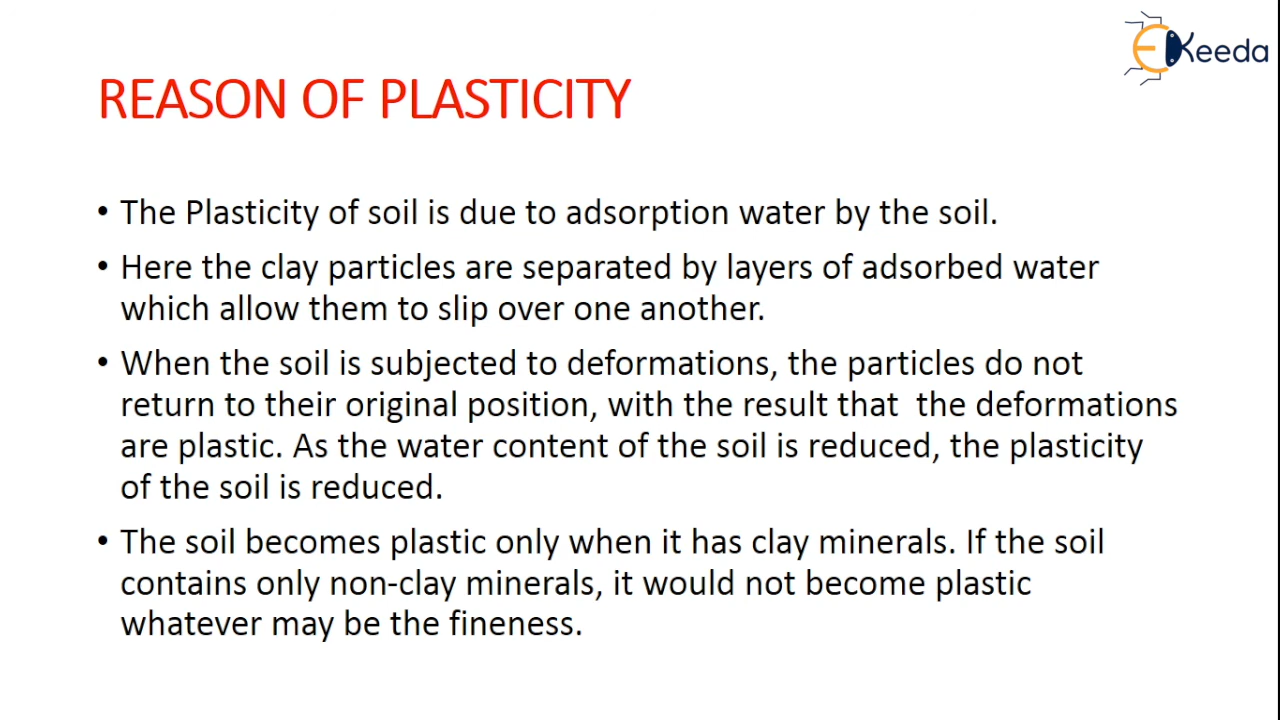 EKeeda
REASON OF PLASTICITY
• The Plasticity of soil is due to adsorption water by the soil.
• Here the clay particles are separated by layers of adsorbed water
which allow them to slip over one another.
• When the soil is subjected to deformations, the particles do not
return to their original position, with the result that  the deformations
are plastic. As the water content of the soil is reduced, the plasticity
of the soil is reduced.
• The soil becomes plastic only when it has clay minerals. If the soil
contains only non-clay minerals, it would not become plastic
whatever may be the fineness.